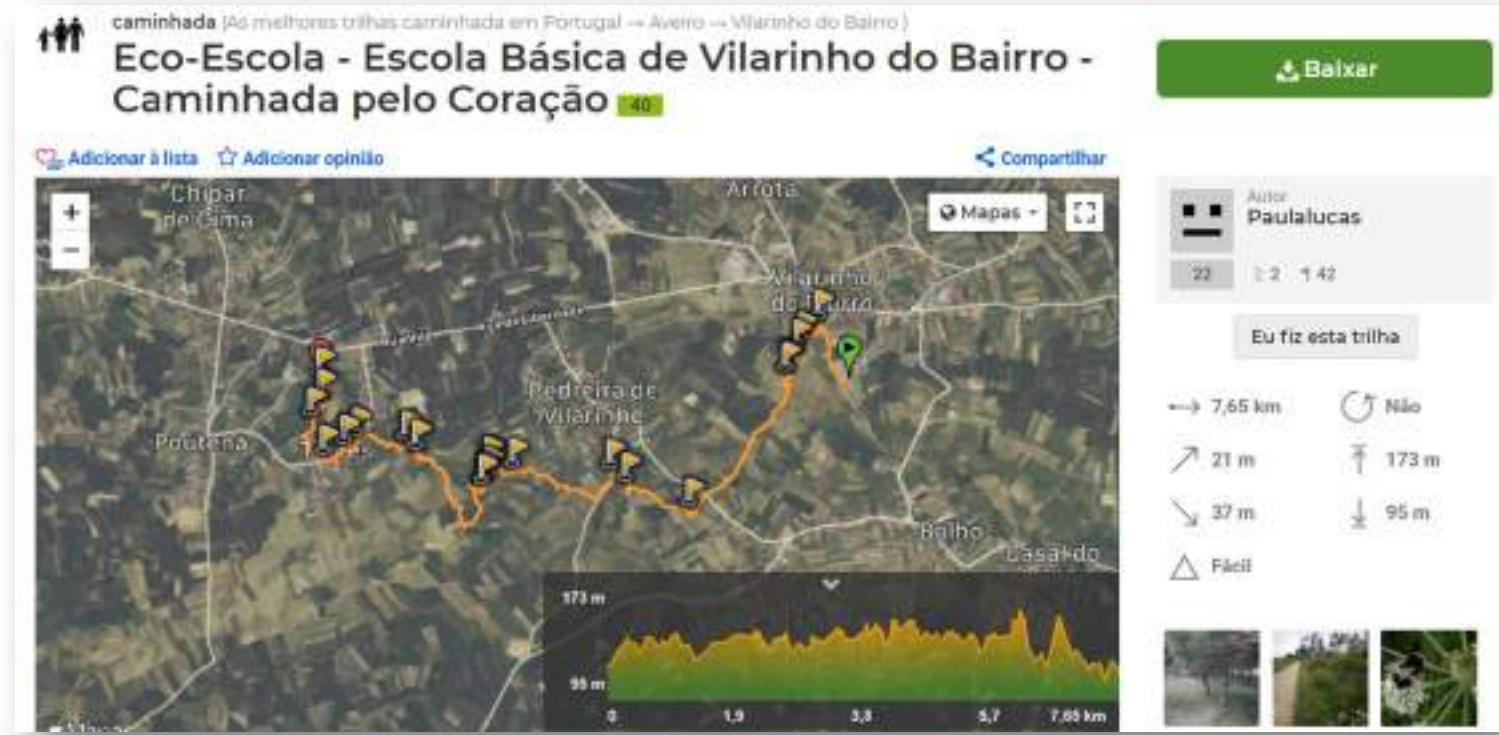 caminhada (As melhores trilhas caminhada em Portugal → Aveiro → Vilarinho do Bairro)
Eco-Escola - Escola Básica de Vilarinho do Bairro -
Caminhada pelo Coração 40
Baixar
Adicionar à lista Adicionar opinião
Compartilhar
Chipar
de Cima
Arrota
+
−
Mapas
Vilarinho
do Bairro
Pedreira de
Vilarinho
Poutena
Bolho
Casal do
173 m
95 m
0 1,9 3,8 5,7 7,65 km
Autor
Paulalucas
22 2 42
Eu fiz esta trilha
7,65 km Não
21 m 173 m
37 m 95 m
Fácil